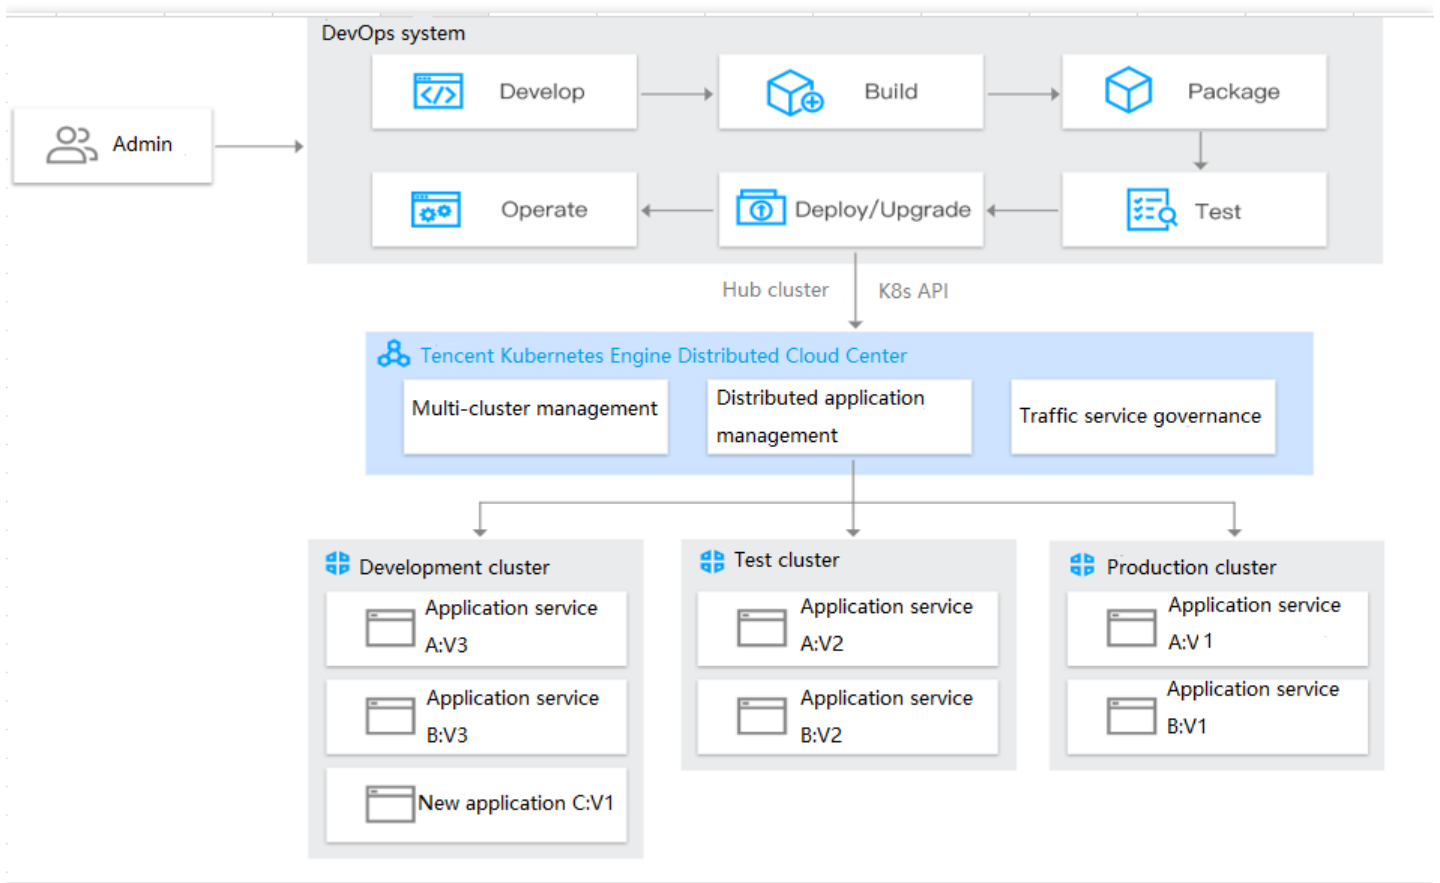 DevOps system
Develop
Build
Package
Admin
Operate
Deploy/Upgrade
Test
Hub cluster
K8s API
Tencent Kubernetes Engine Distributed Cloud Center
Multi-cluster management
Distributed application
management
Traffic service governance
Development cluster
Application service
A:V3
Application service
B:V3
New application C:V1
Test cluster
Application service
A:V2
Application service
B:V2
Production cluster
Application service
A:V1
Application service
B:V1